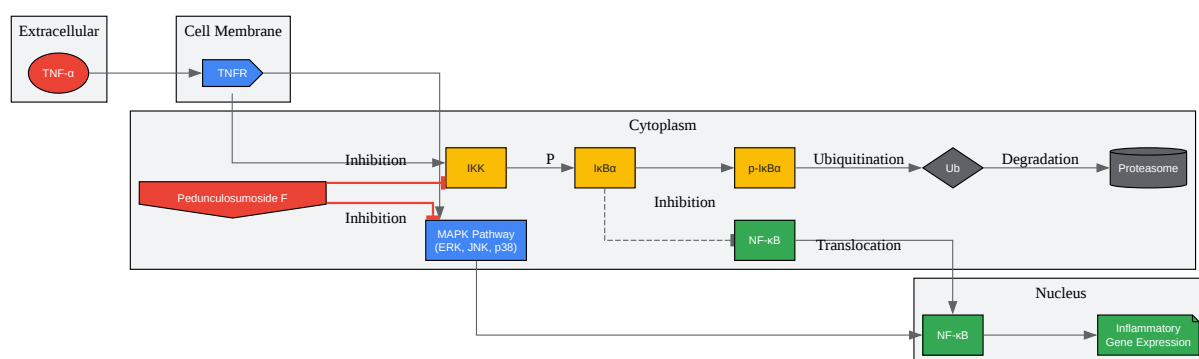 Extracellular
TNF-α
Cell Membrane
TNFR
Cytoplasm
Inhibition
IKK
P
IκBα
p-IκBα
Ubiquitination
Ub
Degradation
Proteasome
Pedunculosumoside F
Inhibition
Inhibition
MAPK Pathway
(ERK, JNK, p38)
NF-κB
Translocation
Nucleus
NF-κB
Inflammatory
Gene Expression